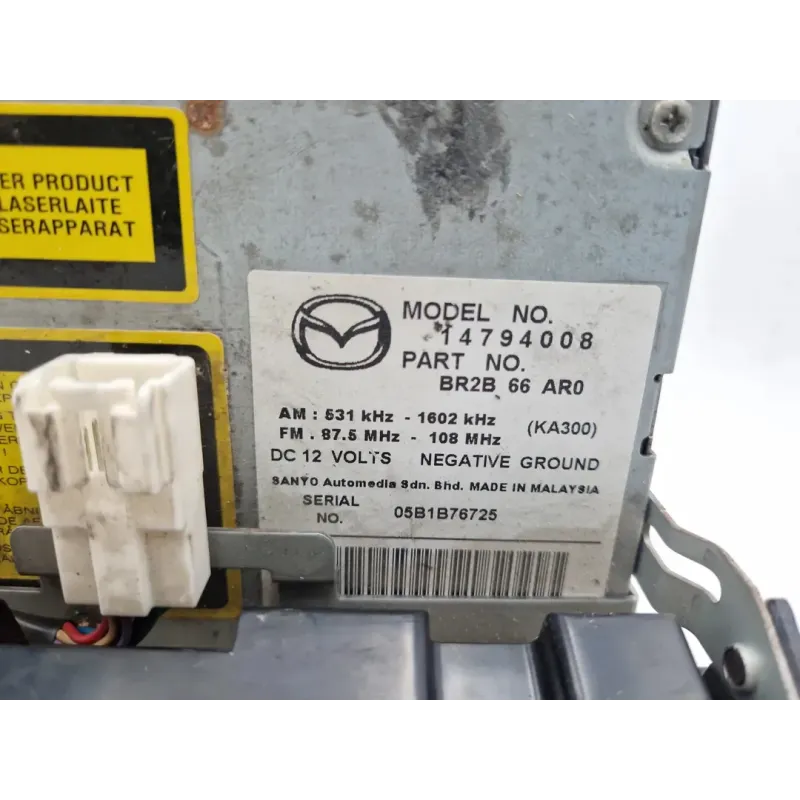 ER PRODUCT
LASERLAITE
SERAPPARAT
MODEL NO.
14794008
PART NO.
BR2B 66 AR0
AM : 531 kHz - 1602 kHz
(KA300)
FM . 87.5 MHz - 108 MHz
DC 12 VOLTS NEGATIVE GROUND
SANYO Automedia Sdn. Bhd. MADE IN MALAYSIA
SERIAL
NO. 05B1B76725